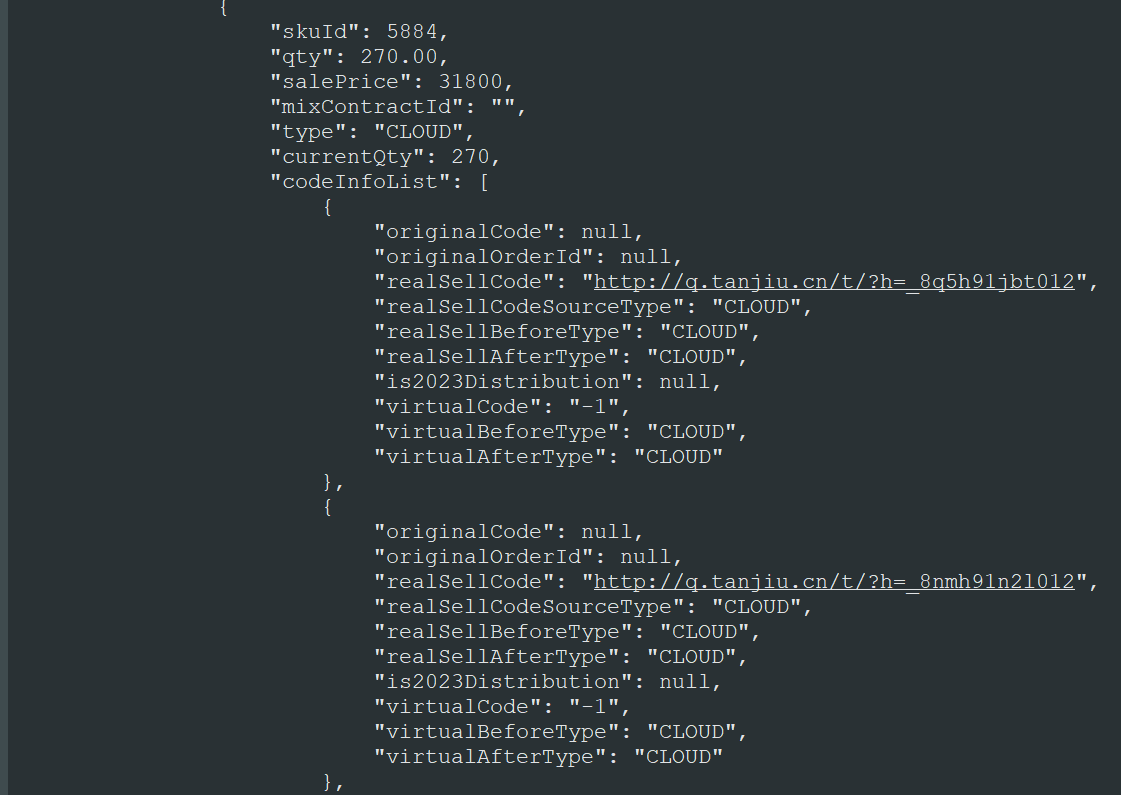 {
"skuId": 5884,
"qty": 270.00,
"salePrice": 31800,
"mixContractId": "",
"type": "CLOUD",
"currentQty": 270,
"codeInfoList": [
{
"originalCode": null,
"originalOrderId": null,
"realSellCode": "http://q.tanjiu.cn/t/?h=_8q5h91jbt012",
"realSellCodeSourceType": "CLOUD",
"realSellBeforeType": "CLOUD",
"realSellAfterType": "CLOUD",
"is2023Distribution": null,
"virtualCode": "-1",
"virtualBeforeType": "CLOUD",
"virtualAfterType": "CLOUD"
},
{
"originalCode": null,
"originalOrderId": null,
"realSellCode": "http://q.tanjiu.cn/t/?h=_8nmh91n2l012",
"realSellCodeSourceType": "CLOUD",
"realSellBeforeType": "CLOUD",
"realSellAfterType": "CLOUD",
"is2023Distribution": null,
"virtualCode": "-1",
"virtualBeforeType": "CLOUD",
"virtualAfterType": "CLOUD"
},